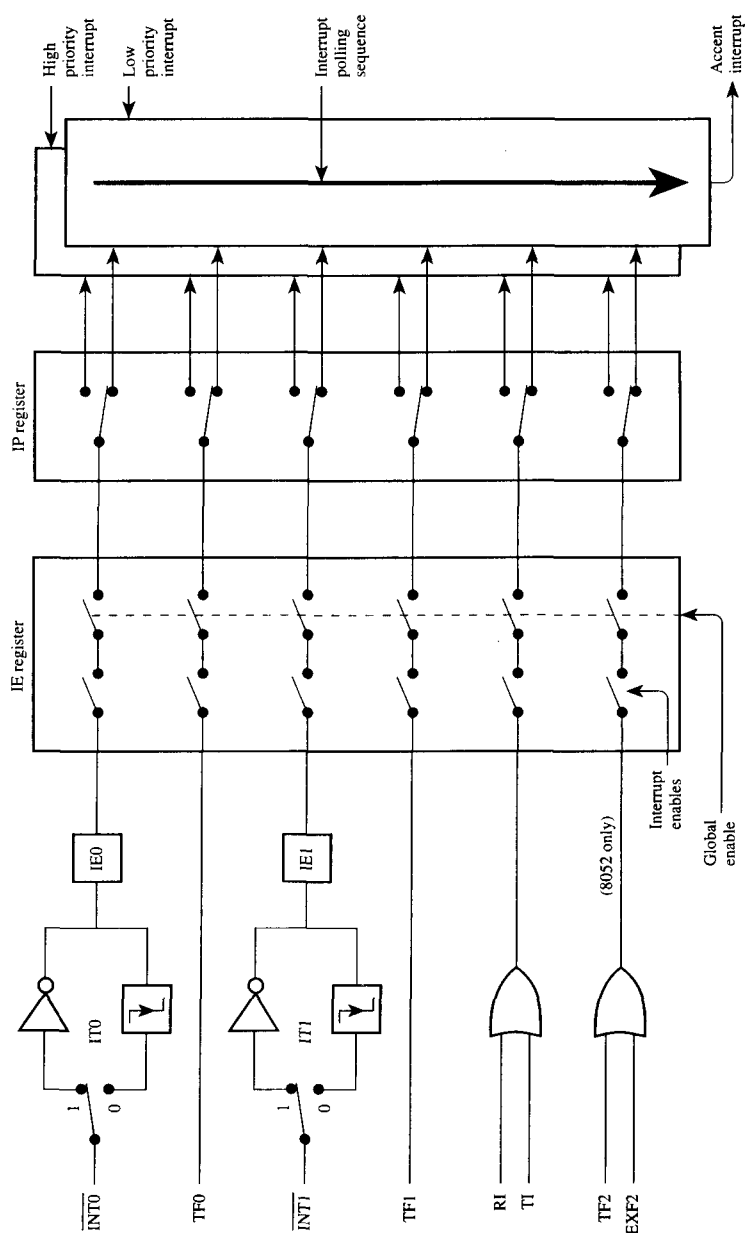 High
priority
interrupt
Low
priority
interrupt
Interrupt
polling
sequence
Accent
interrupt
IP register
IE register
Interrupt
enables
Global
enable
IE0
IT0
1
0
INT0
TF0
IE1
IT1
1
0
INT1
TF1
RI
TI
(8052 only)
TF2
EXF2